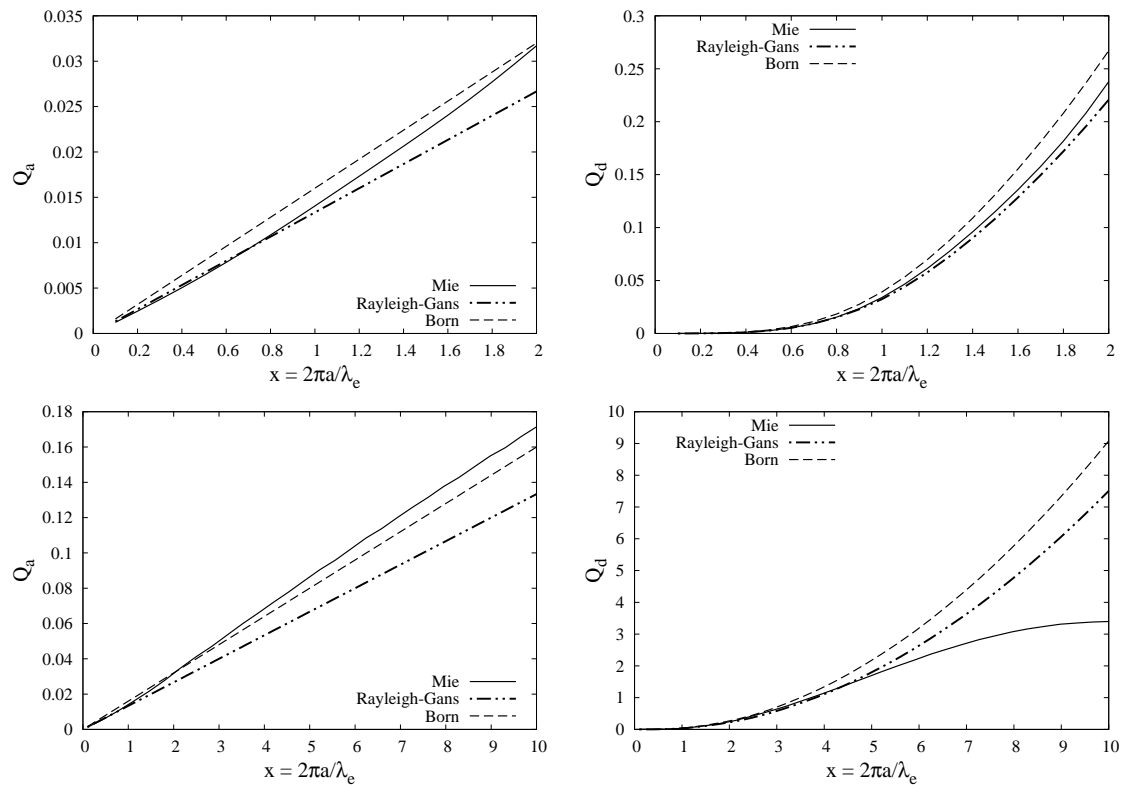 0.035
0.03
0.025
0.02
0.015
0.01
0.005
0
Q_a
Mie
Rayleigh-Gans
Born
0 0.2 0.4 0.6 0.8 1 1.2 1.4 1.6 1.8 2
x = 2πa/λ_e
0.3
0.25
0.2
0.15
0.1
0.05
0
Q_d
Mie
Rayleigh-Gans
Born
0 0.2 0.4 0.6 0.8 1 1.2 1.4 1.6 1.8 2
x = 2πa/λ_e
0.18
0.16
0.14
0.12
0.1
0.08
0.06
0.04
0.02
0
Q_a
Mie
Rayleigh-Gans
Born
0 1 2 3 4 5 6 7 8 9 10
x = 2πa/λ_e
10
9
8
7
6
5
4
3
2
1
0
Q_d
Mie
Rayleigh-Gans
Born
0 1 2 3 4 5 6 7 8 9 10
x = 2πa/λ_e